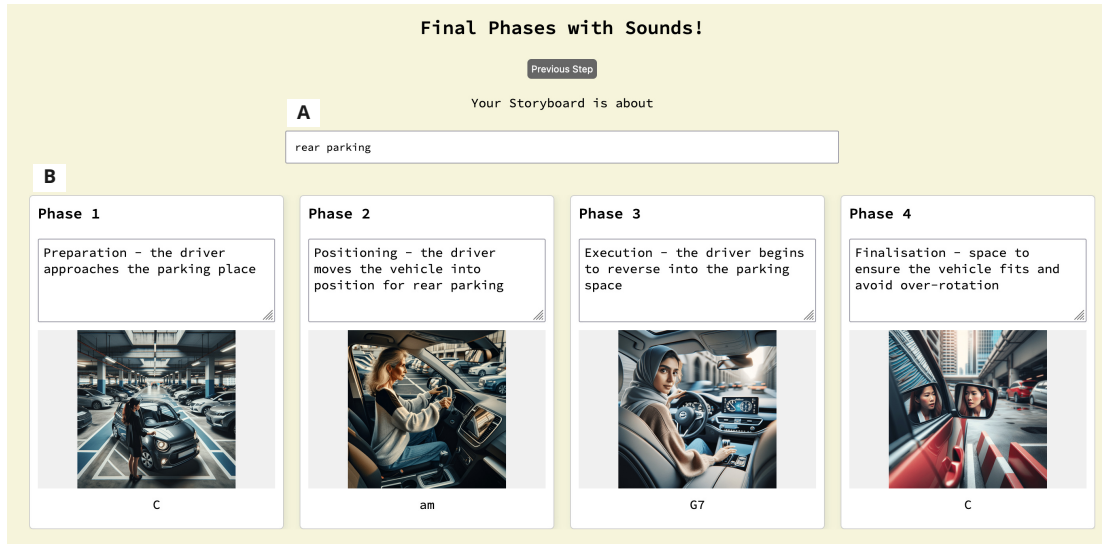 Final Phases with Sounds!
Previous Step
Your Storyboard is about
A
rear parking
B
Phase 1
Preparation - the driver
approaches the parking place
C
Phase 2
Positioning - the driver
moves the vehicle into
position for rear parking
am
Phase 3
Execution - the driver begins
to reverse into the parking
space
G7
Phase 4
Finalisation - space to
ensure the vehicle fits and
avoid over-rotation
C